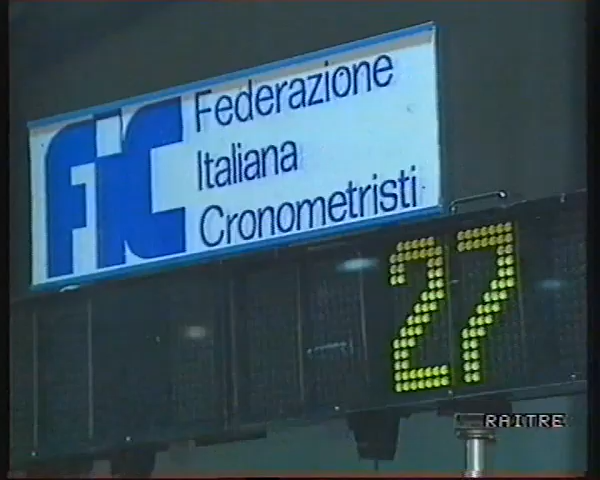 FiC
Federazione
Italiana
Cronometristi
27
RAITRE